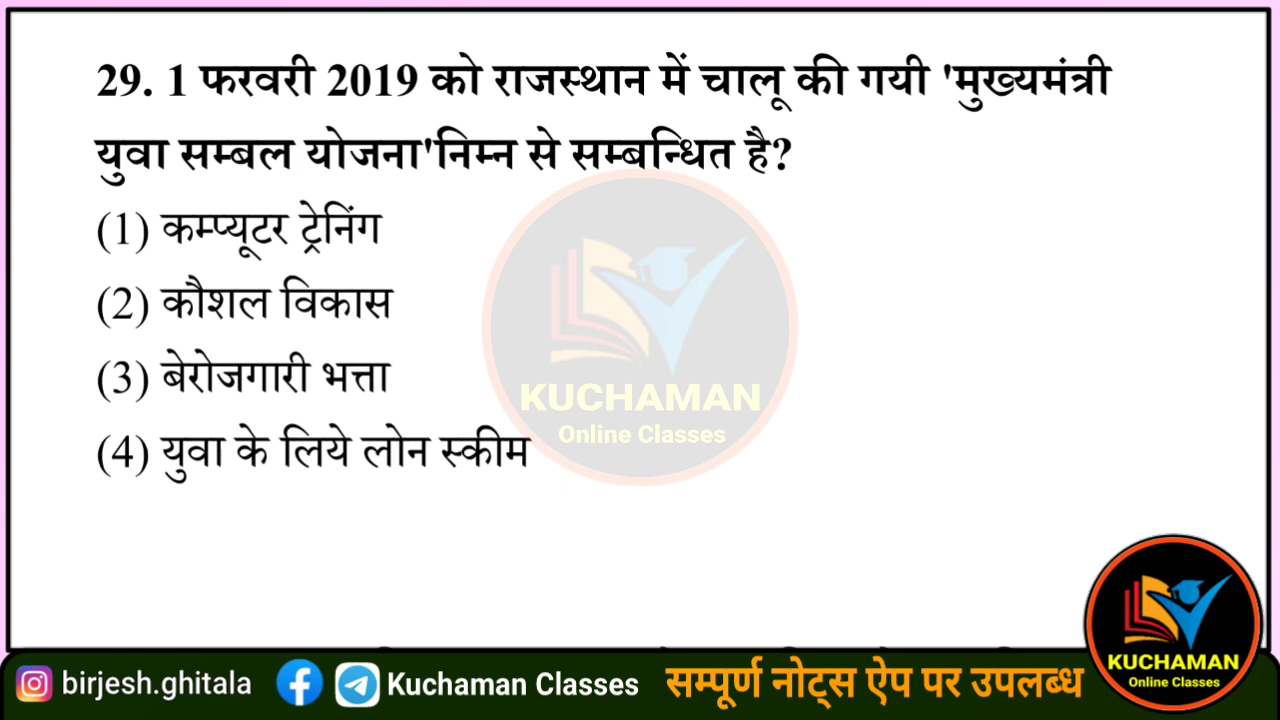 29. 1 फरवरी 2019 को राजस्थान में चालू की गयी 'मुख्यमंत्री
युवा सम्बल योजना'निम्न से सम्बन्धित है?
(1) कम्प्यूटर ट्रेनिंग
(2) कौशल विकास
(3) बेरोजगारी भत्ता
(4) युवा के लिये लोन स्कीम
KUCHAMAN
Online Classes
birjesh.ghitala
Kuchaman Classes
सम्पूर्ण नोट्स ऐप पर उपलब्ध
KUCHAMAN
Online Classes